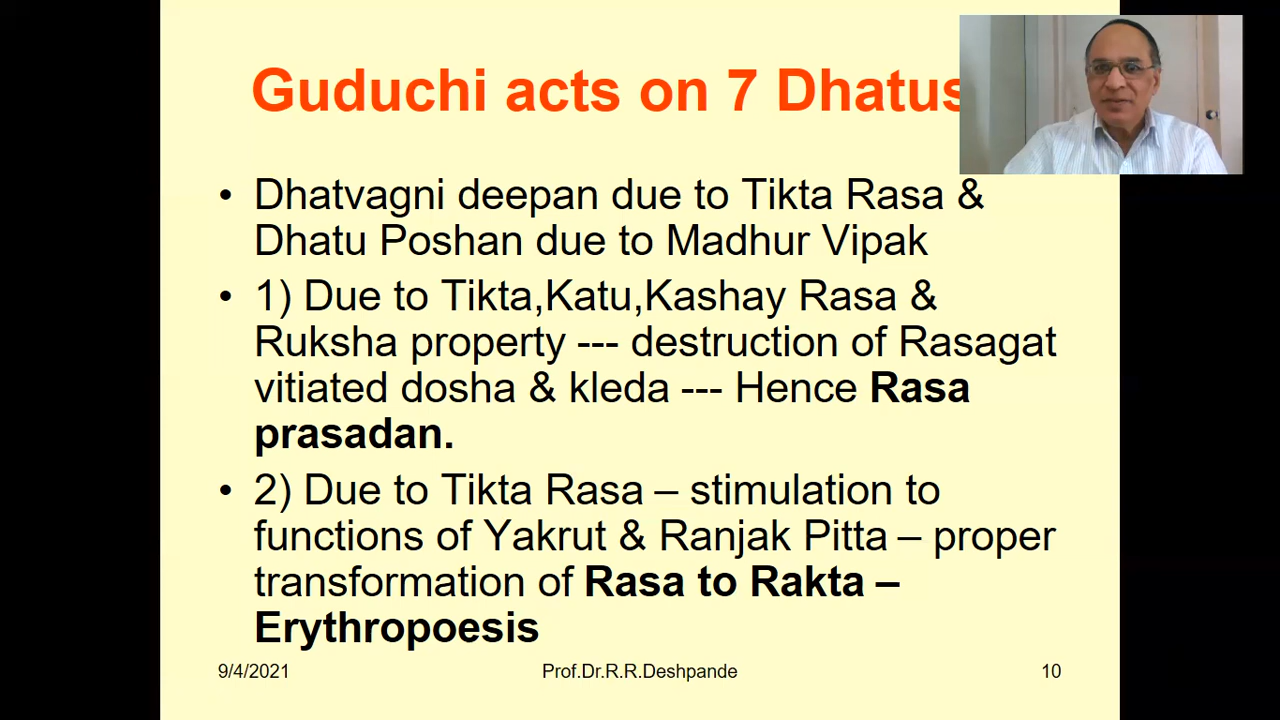 Guduchi acts on 7 Dhatus
• Dhatvagni deepan due to Tikta Rasa &
Dhatu Poshan due to Madhur Vipak
• 1) Due to Tikta,Katu,Kashay Rasa &
Ruksha property --- destruction of Rasagat
vitiated dosha & kleda --- Hence Rasa
prasadan.
• 2) Due to Tikta Rasa – stimulation to
functions of Yakrut & Ranjak Pitta – proper
transformation of Rasa to Rakta –
Erythropoesis
9/4/2021 Prof.Dr.R.R.Deshpande 10